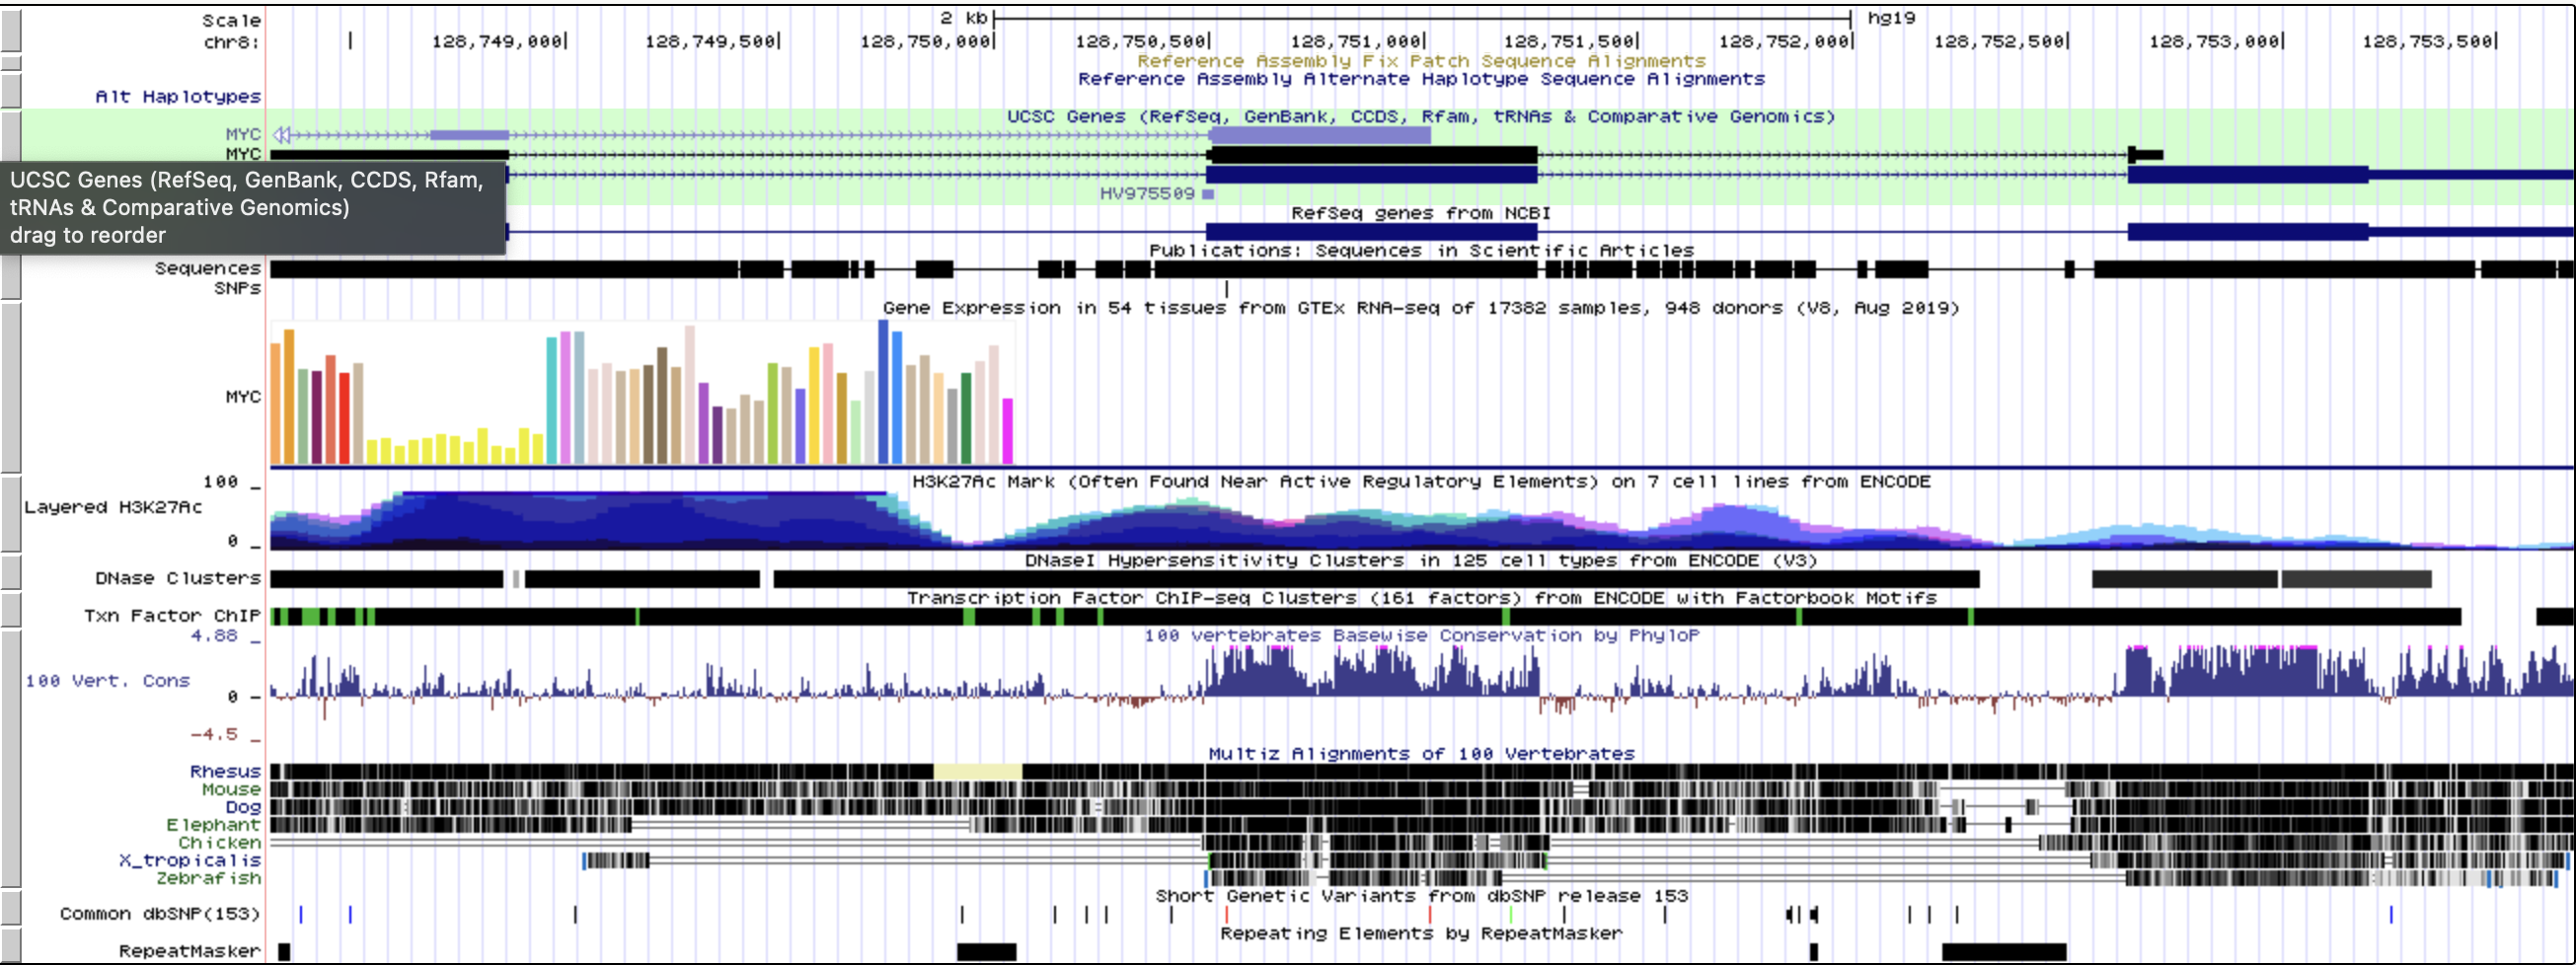 Scale 2 kb hg19
chr8: 128,749,000 128,749,500 128,750,000 128,750,500 128,751,000 128,751,500 128,752,000 128,752,500 128,753,000 128,753,500
Reference Assembly Fix Patch Sequence Alignments
Reference Assembly Alternate Haplotype Sequence Alignments
Alt Haplotypes
UCSC Genes (RefSeq, GenBank, CCDS, Rfam, tRNAs & Comparative Genomics)
MYC
MYC
UCSC Genes (RefSeq, GenBank, CCDS, Rfam,
tRNAs & Comparative Genomics)
drag to reorder
HV975509
RefSeq genes from NCBI
Publications: Sequences in Scientific Articles
Sequences
SNPs
Gene Expression in 54 tissues from GTEx RNA-seq of 17382 samples, 948 donors (V8, Aug 2019)
MYC
H3K27Ac Mark (Often Found Near Active Regulatory Elements) on 7 cell lines from ENCODE
100 _
Layered H3K27Ac
0 _
DNaseI Hypersensitivity Clusters in 125 cell types from ENCODE (V3)
DNase Clusters
Transcription Factor ChIP-seq Clusters (161 factors) from ENCODE with Factorbook Motifs
Txn Factor ChIP
100 vertebrates Basewise Conservation by PhyloP
4.88 _
100 Vert. Cons
0 _
-4.5 _
Multiz Alignments of 100 Vertebrates
Rhesus
Mouse
Dog
Elephant
Chicken
X_tropicalis
Zebrafish
Short Genetic Variants from dbSNP release 153
Common dbSNP(153)
Repeating Elements by RepeatMasker
RepeatMasker